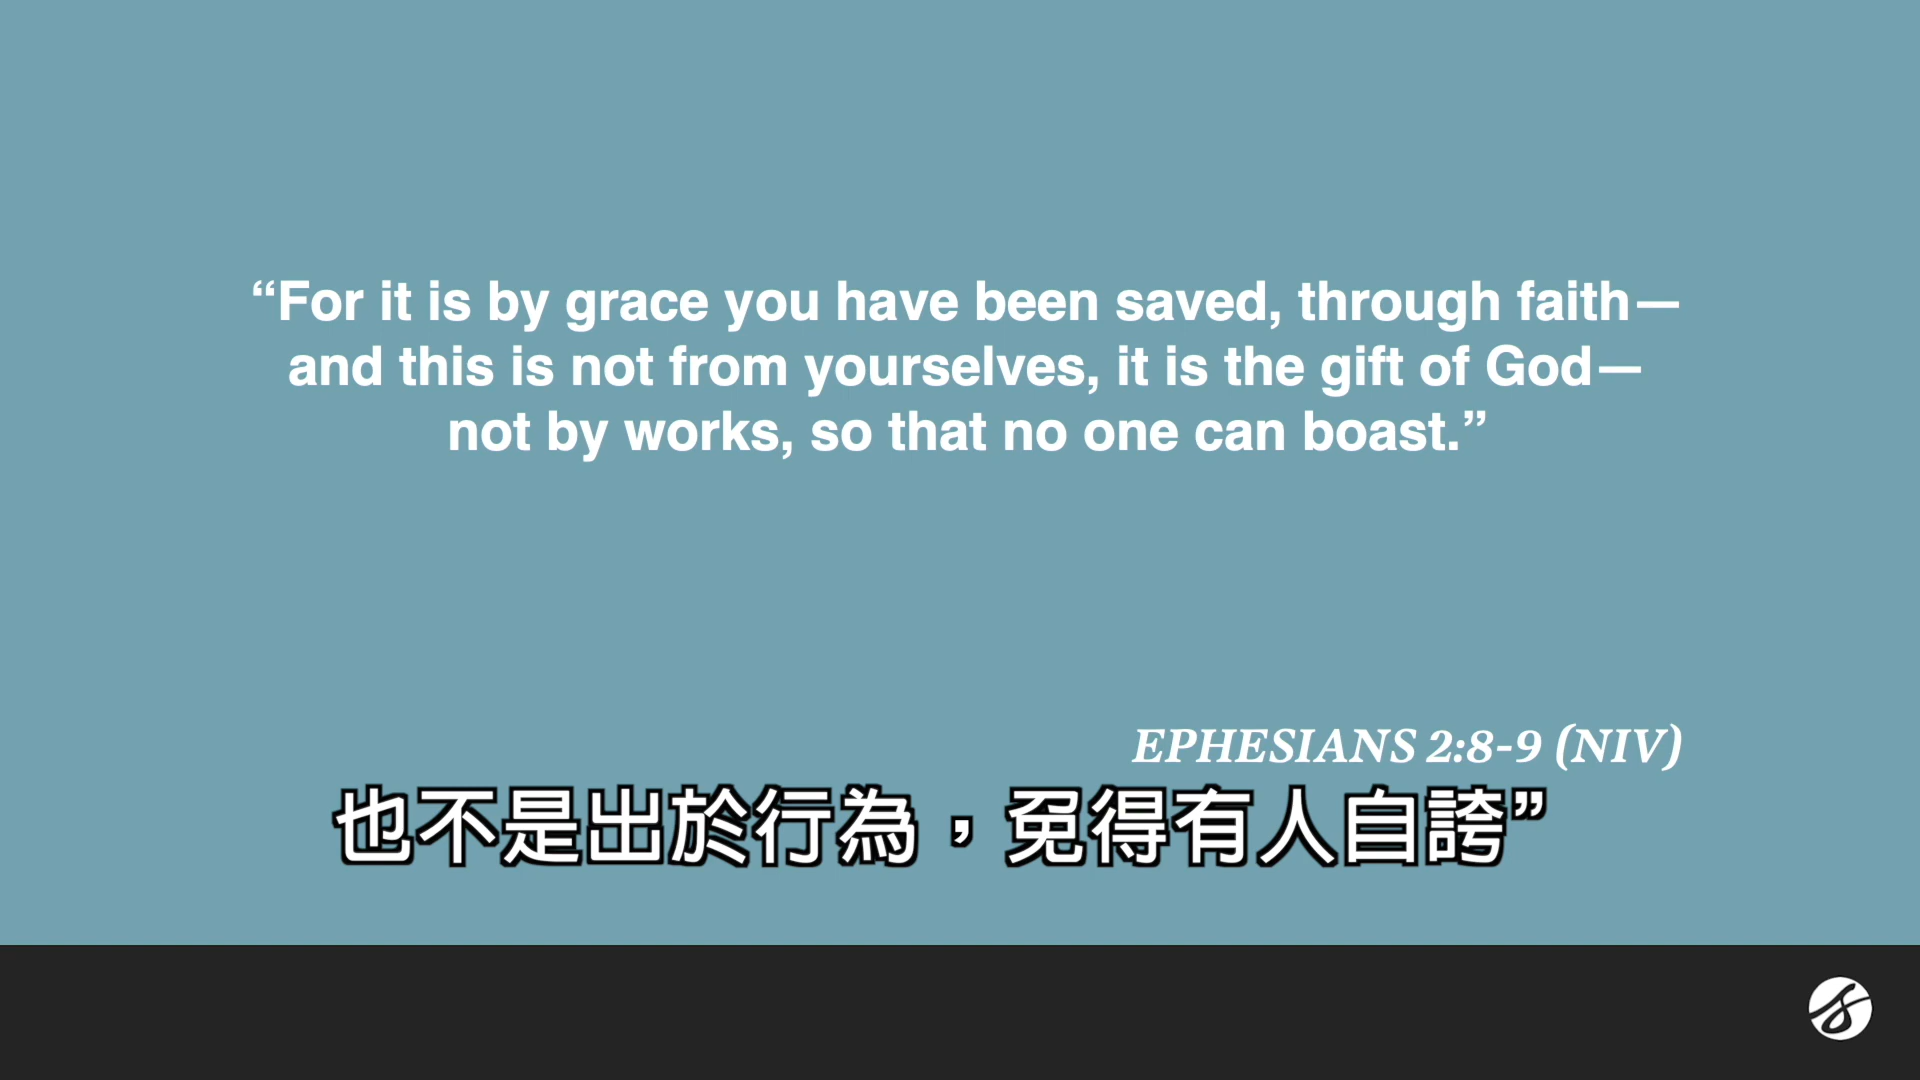 “For it is by grace you have been saved, through faith—
and this is not from yourselves, it is the gift of God—
not by works, so that no one can boast.”
EPHESIANS 2:8-9 (NIV)
也不是出於行為，免得有人自誇”